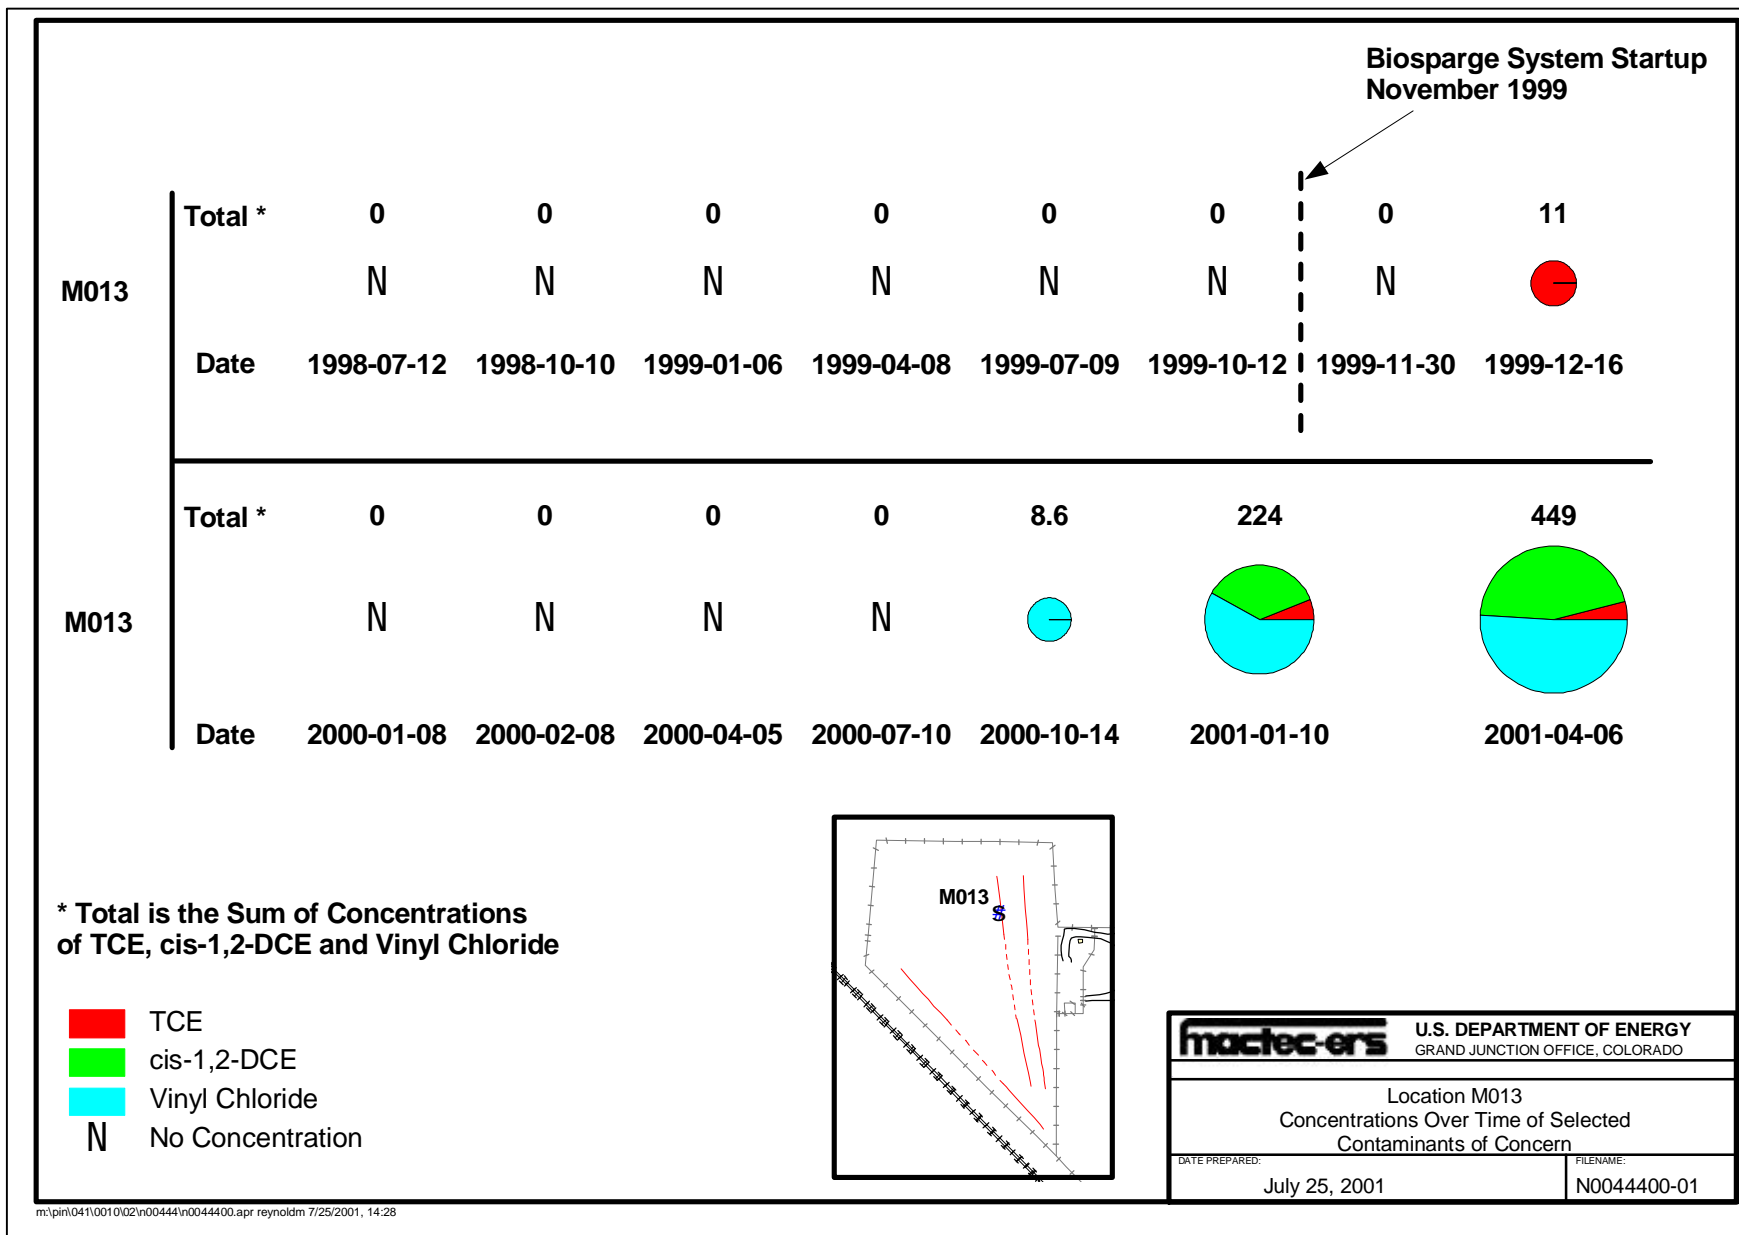 Biosparge System Startup
November 1999
Total * 0 0 0 0 0 0 0 11
M013 N N N N N N N
Date 1998-07-12 1998-10-10 1999-01-06 1999-04-08 1999-07-09 1999-10-12 1999-11-30 1999-12-16
Total * 0 0 0 0 8.6 224 449
M013 N N N N
Date 2000-01-08 2000-02-08 2000-04-05 2000-07-10 2000-10-14 2001-01-10 2001-04-06
M013
* Total is the Sum of Concentrations
of TCE, cis-1,2-DCE and Vinyl Chloride
TCE
cis-1,2-DCE
Vinyl Chloride
N No Concentration
mactec-ers
U.S. DEPARTMENT OF ENERGY
GRAND JUNCTION OFFICE, COLORADO
Location M013
Concentrations Over Time of Selected
Contaminants of Concern
DATE PREPARED: FILENAME:
July 25, 2001 N0044400-01
m:\pin\041\0010\02\n00444\n0044400.apr reynoldm 7/25/2001, 14:28